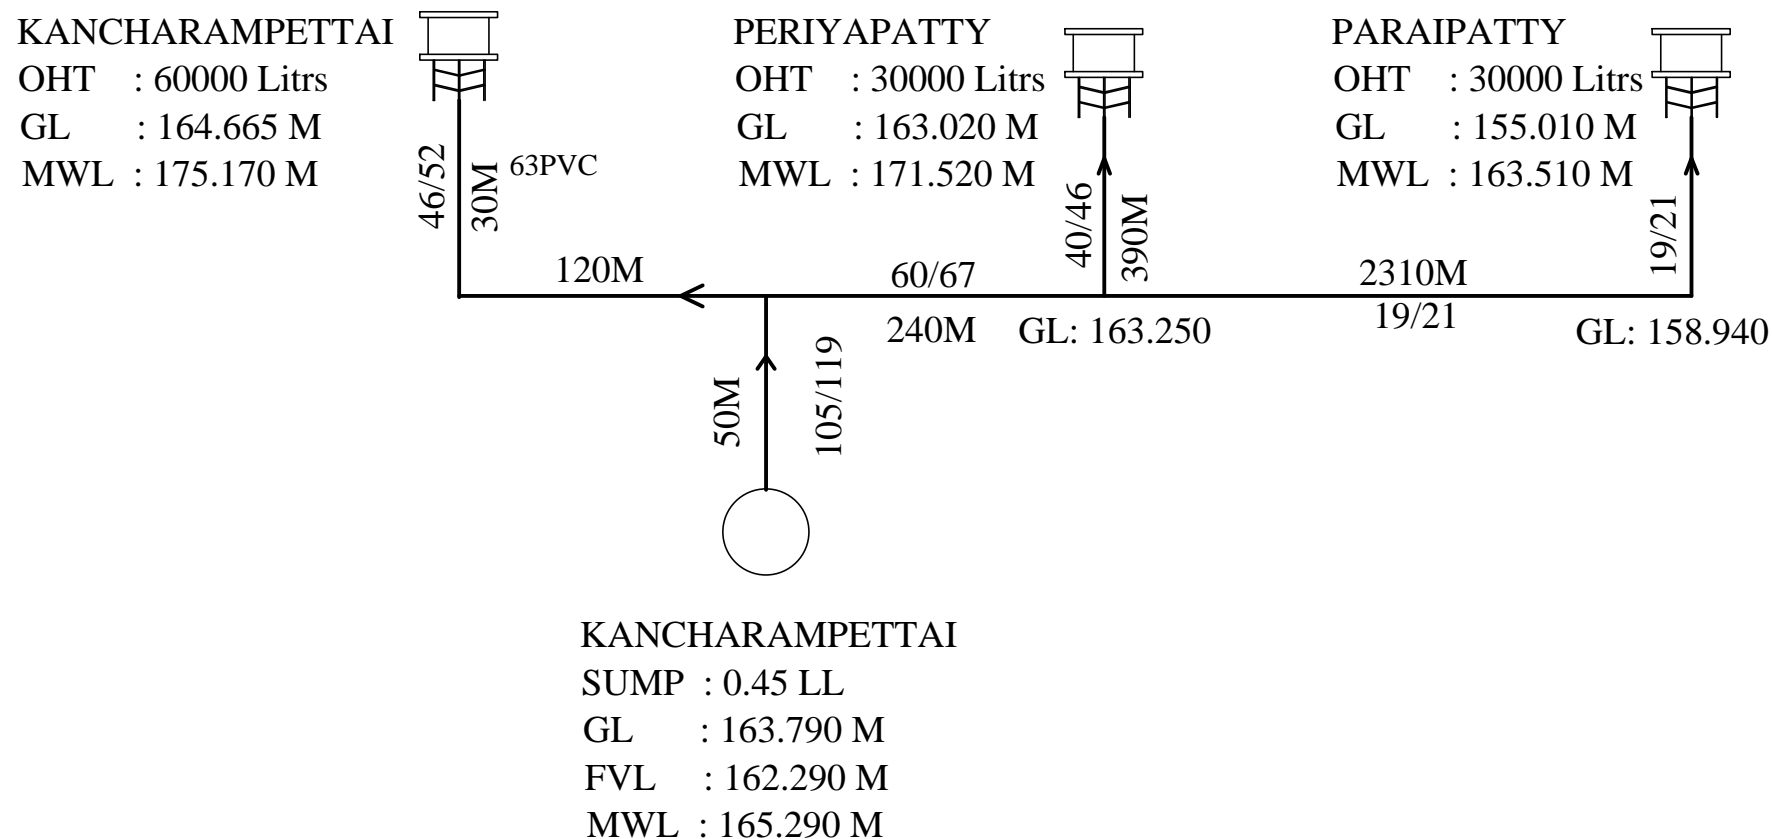 KANCHARAMPETTAI
OHT : 60000 Litrs
GL : 164.665 M
MWL : 175.170 M
46/52
30M
63PVC
PERIYAPATTY
OHT : 30000 Litrs
GL : 163.020 M
MWL : 171.520 M
40/46
390M
PARAIPATTY
OHT : 30000 Litrs
GL : 155.010 M
MWL : 163.510 M
19/21
120M
60/67
240M
GL: 163.250
2310M
19/21
GL: 158.940
50M
105/119
KANCHARAMPETTAI
SUMP : 0.45 LL
GL : 163.790 M
FVL : 162.290 M
MWL : 165.290 M